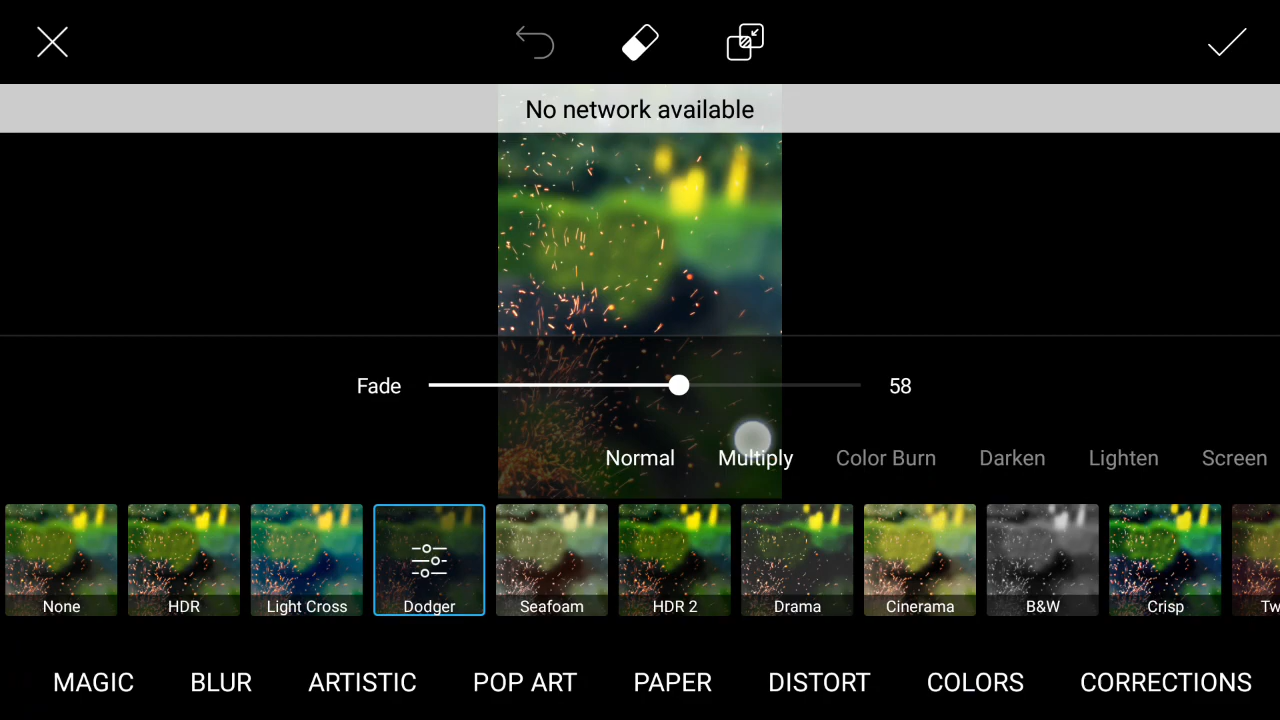 No network available
Fade 58
Normal Multiply Color Burn Darken Lighten Screen
None HDR Light Cross Dodger Seafoam HDR 2 Drama Cinerama B&W Crisp Tw
MAGIC BLUR ARTISTIC POP ART PAPER DISTORT COLORS CORRECTIONS